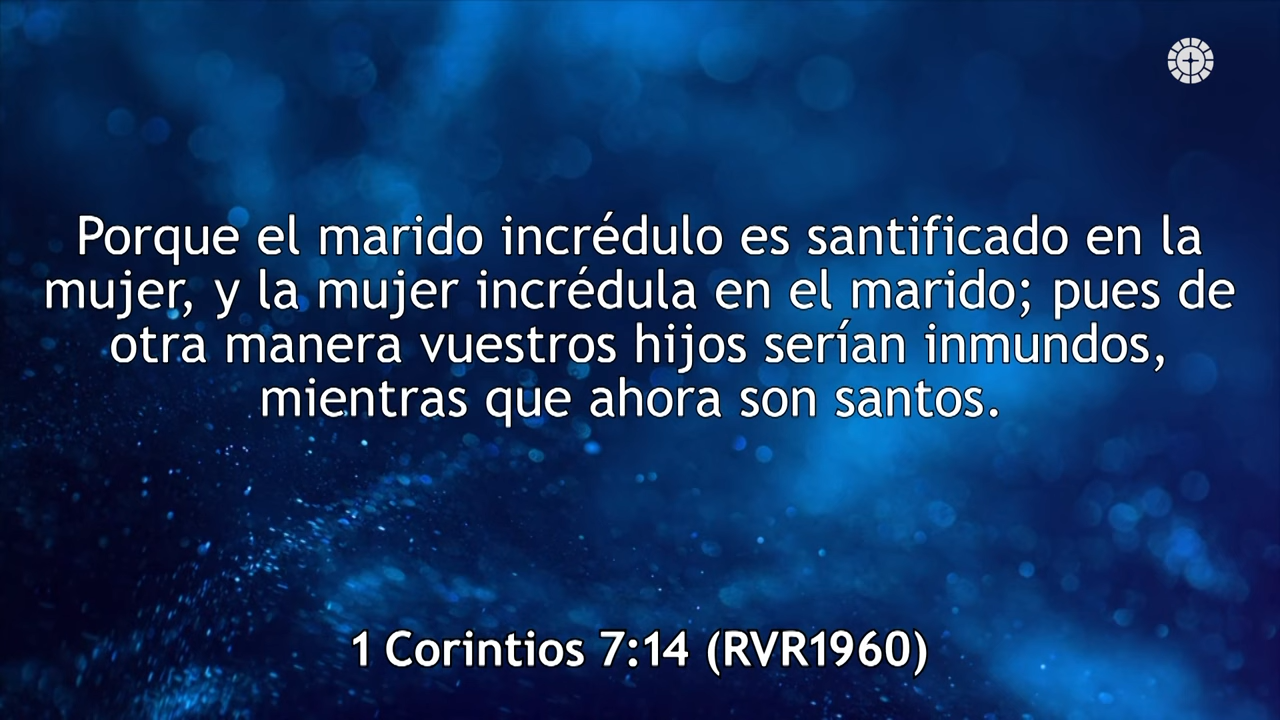 Porque el marido incrédulo es santificado en la
mujer, y la mujer incrédula en el marido; pues de
otra manera vuestros hijos serían inmundos,
mientras que ahora son santos.
1 Corintios 7:14 (RVR1960)